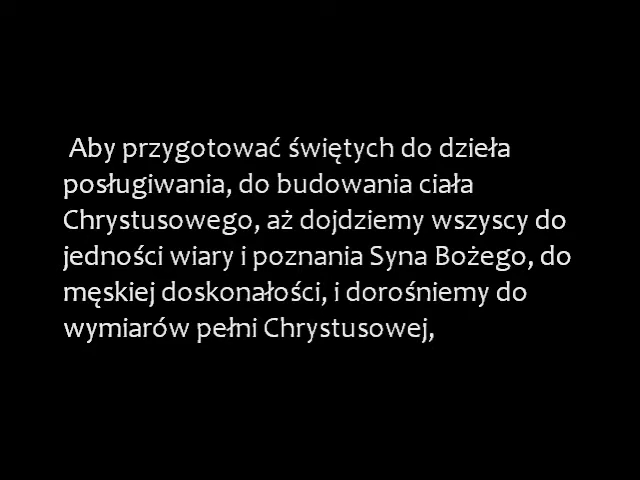 Aby przygotować świętych do dzieła
posługiwania, do budowania ciała
Chrystusowego, aż dojdziemy wszyscy do
jedności wiary i poznania Syna Bożego, do
męskiej doskonałości, i dorośniemy do
wymiarów pełni Chrystusowej,